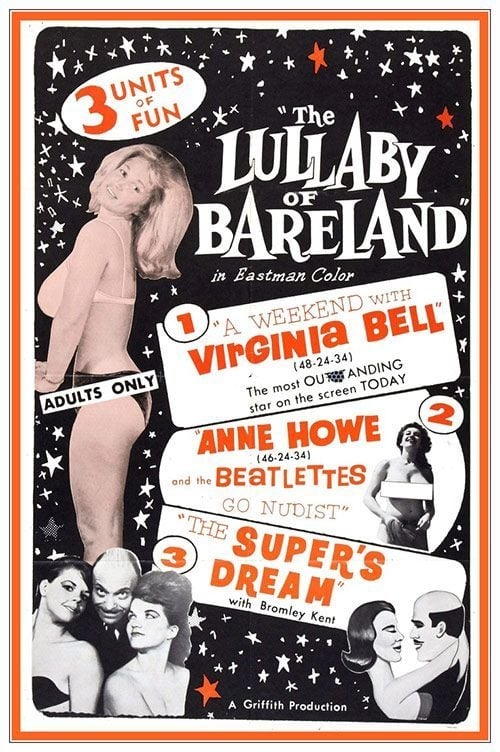 3 UNITS
OF
FUN
"The
LULLABY
OF
BARELAND"
in Eastman Color
ADULTS ONLY
1 "A WEEKEND WITH
VIRGINIA BELL"
(48-24-34)
The most OUT ANDING
star on the screen TODAY
2
"ANNE HOWE
(46-24-34)
and the BEATLETTES
GO NUDIST"
3 "THE SUPER'S
DREAM"
with Bromley Kent
A Griffith Production